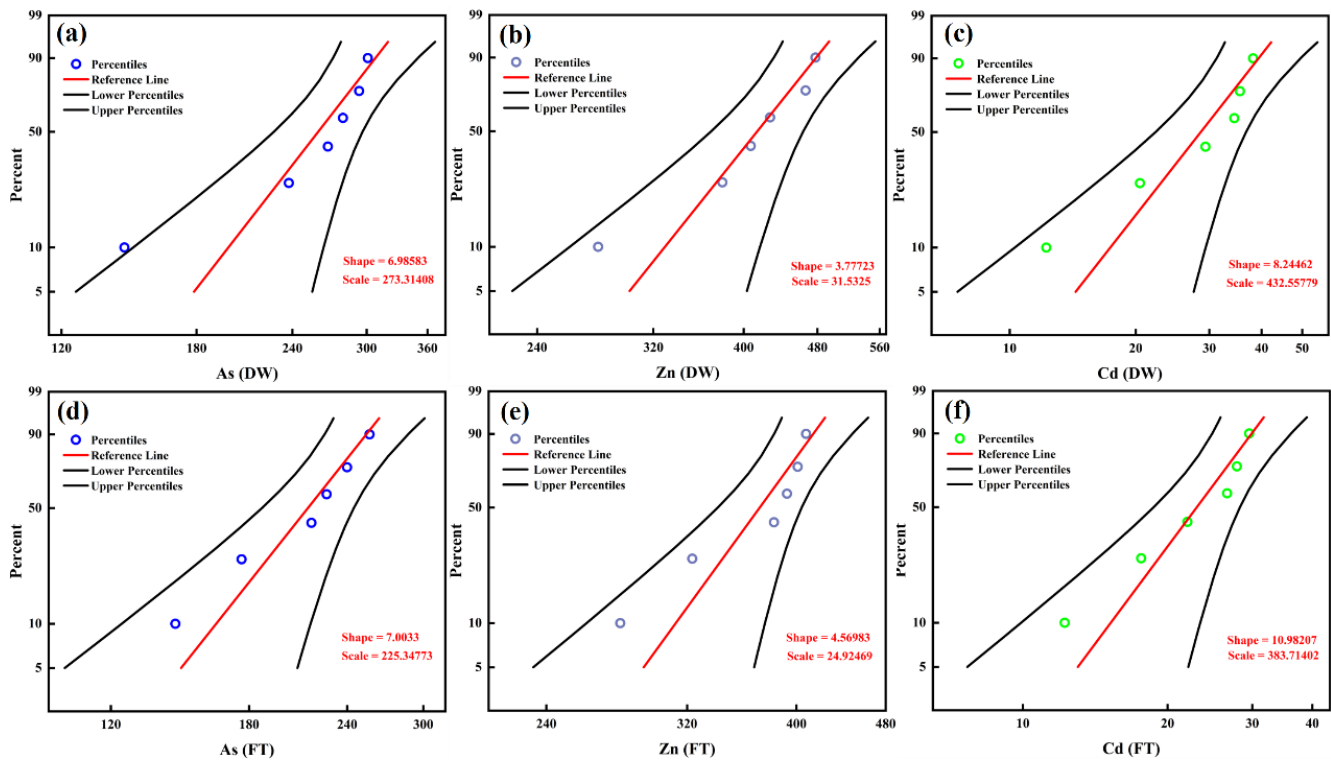 (a)
99
90
50
10
5
Percent
Percentiles
Reference Line
Lower Percentiles
Upper Percentiles
Shape = 6.98583
Scale = 273.31408
120 180 240 300 360
As (DW)
(b)
99
90
50
10
5
Percent
Percentiles
Reference Line
Lower Percentiles
Upper Percentiles
Shape = 3.77723
Scale = 31.5325
240 320 400 480 560
Zn (DW)
(c)
99
90
50
10
5
Pecrent
Percentiles
Reference Line
Lower Percentiles
Upper Percentiles
Shape = 8.24462
Scale = 432.55779
10 20 30 40 50
Cd (DW)
(d)
99
90
50
10
5
Percent
Percentiles
Reference Line
Lower Percentiles
Upper Percentiles
Shape = 7.0033
Scale = 225.34773
120 180 240 300
As (FT)
(e)
99
90
50
10
5
Percent
Percentiles
Reference Line
Lower Percentiles
Upper Percentiles
Shape = 4.56983
Scale = 24.92469
240 320 400 480
Zn (FT)
(f)
99
90
50
10
5
Pecrent
Percentiles
Reference Line
Lower Percentiles
Upper Percentiles
Shape = 10.98207
Scale = 383.71402
10 20 30 40
Cd (FT)